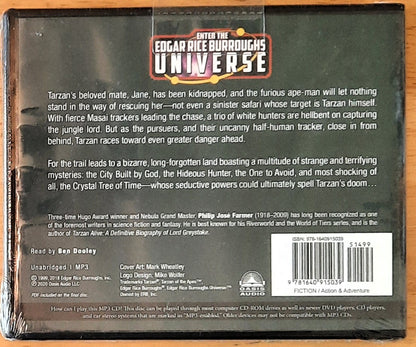 ENTER THE
EDGAR RICE BURROUGHS
UNIVERSE
Tarzan's beloved mate, Jane, has been kidnapped, and the furious ape-man will let nothing
stand in the way of rescuing her—not even a sinister safari whose target is Tarzan himself.
With fierce Masai trackers leading the chase, a trio of white hunters are hellbent on capturing
the jungle lord. But as the pursuers, and their uncanny half-human tracker, close in from
behind, Tarzan races toward even greater danger ahead.
For the trail leads to a bizarre, long-forgotten land boasting a multitude of strange and terrifying
mysteries: the City Built by God, the Hideous Hunter, the One to Avoid, and most shocking of
all, the Crystal Tree of Time—whose seductive powers could ultimately spell Tarzan's doom . . .
Three-time Hugo Award winner and Nebula Grand Master, Philip José Farmer (1918–2009) has long been recognized as one of
the foremost writers in science fiction and fantasy. He is best known for his Riverworld and the World of Tiers series, and is author
of Tarzan Alive: A Definitive Biography of Lord Greystoke.
Read by Ben Dooley
Unabridged | MP3
© 1999, 2018 Edgar Rice Burroughs, Inc.
℗ 2020 Oasis Audio LLC
PDF included on the final disc.
Cover Art: Mark Wheatley
Logo Design: Mike Wolfer
Trademarks Tarzan®, Tarzan of the Apes™,
Edgar Rice Burroughs®, Edgar Rice Burroughs Universe™
Owned by ERB, Inc.
OASIS
AUDIO
ISBN: 978-1640915039
51499
9 781640 915039
FICTION / Action & Adventure
How can I play this MP3 CD? This disc can be played through most computer CD-ROM drives as well as newer DVD players, CD players,
and car stereo systems that are marked as "MP3-enabled." Older devices may not be compatible with MP3 CDs.